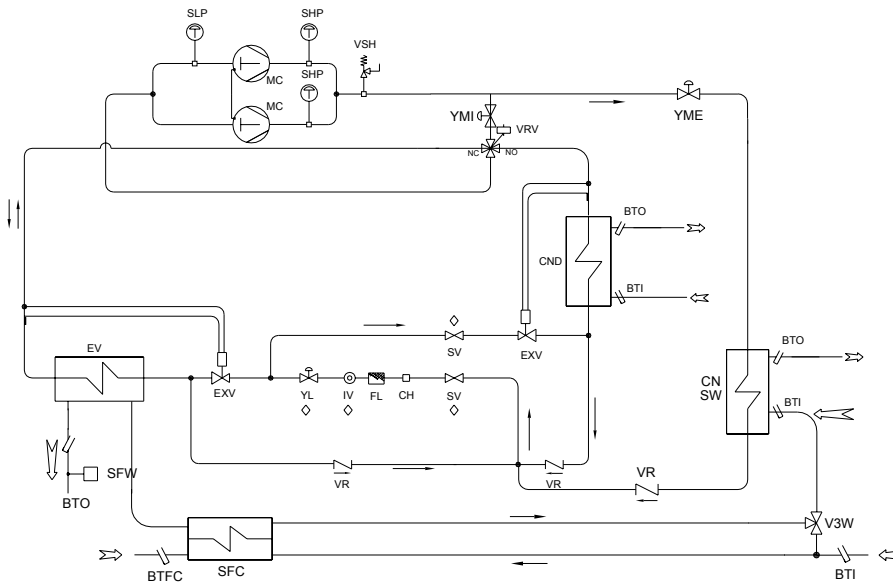 SLP
SHP
VSH
SHP
MC
MC
YMI
VRV
YME
NC
NO
BTO
CND
BTI
EV
SV
EXV
BTO
EXV
YL
IV
FL
CH
SV
CN
SW
BTI
SFW
VR
VR
VR
BTO
V3W
BTFC
SFC
BTI